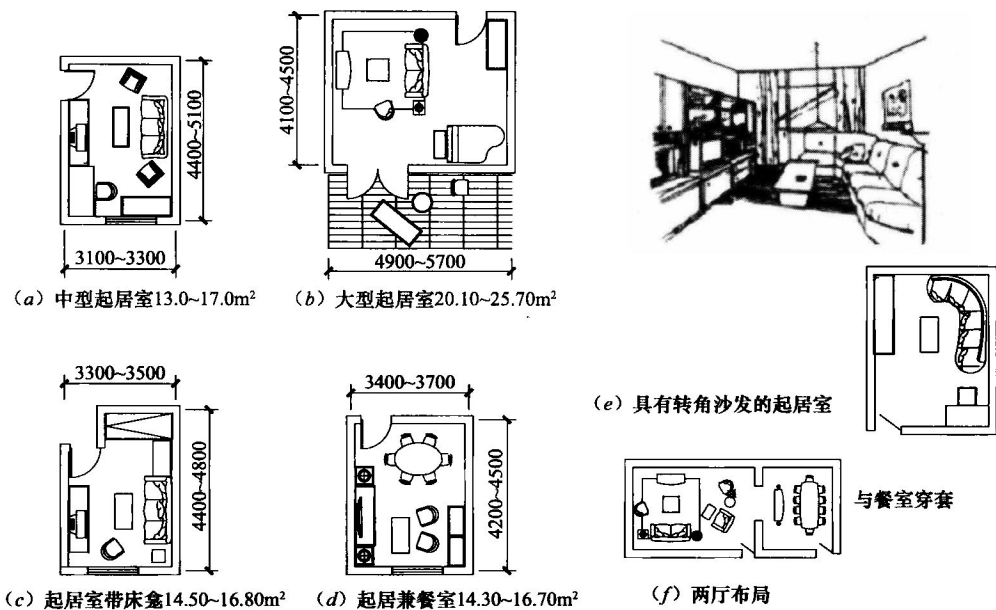 4400~5100
3100~3300
(a) 中型起居室13.0~17.0m²
4100~4500
4900~5700
(b) 大型起居室20.10~25.70m²
3300~3500
4400~4800
(c) 起居室带床龛14.50~16.80m²
3400~3700
4200~4500
(d) 起居兼餐室14.30~16.70m²
(e) 具有转角沙发的起居室
与餐室穿套
(f) 两厅布局